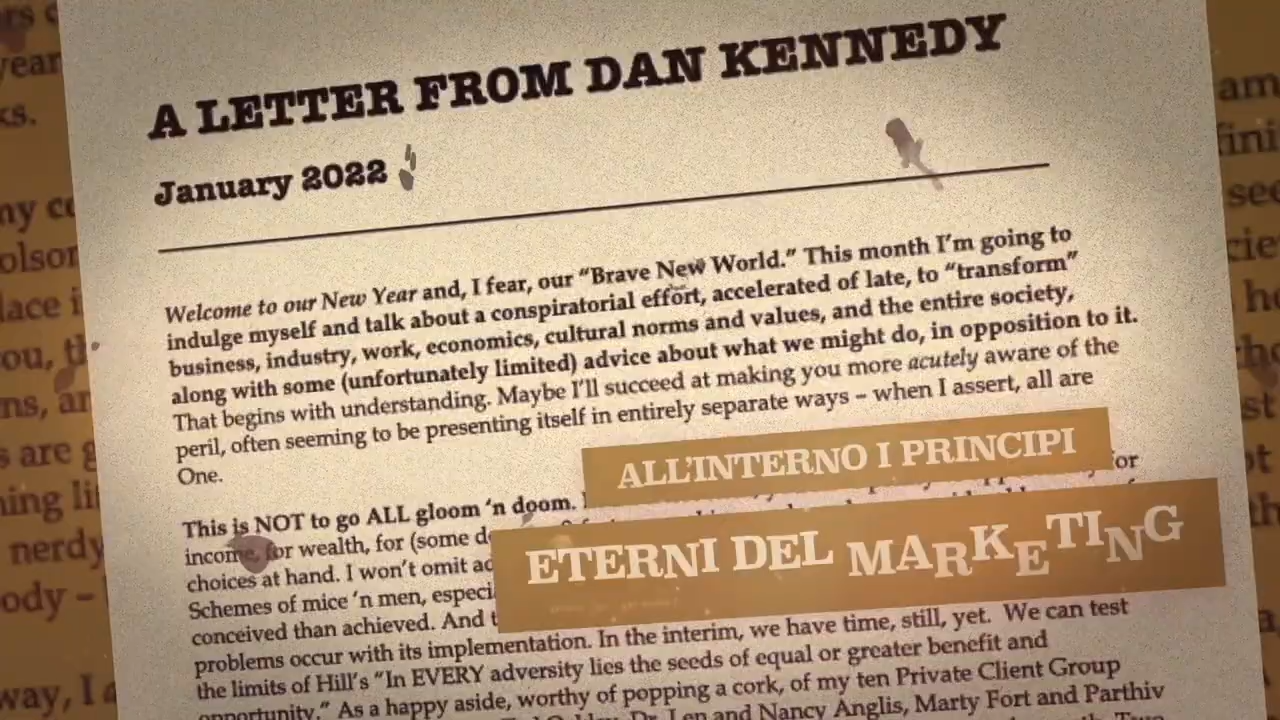 A LETTER FROM DAN KENNEDY
January 2022
Welcome to our New Year and, I fear, our “Brave New World.” This month I’m going to
indulge myself and talk about a conspiratorial effort, accelerated of late, to “transform”
business, industry, work, economics, cultural norms and values, and the entire society,
along with some (unfortunately limited) advice about what we might do, in opposition to it.
That begins with understanding. Maybe I’ll succeed at making you more acutely aware of the
peril, often seeming to be presenting itself in entirely separate ways – when I assert, all are
One.
ALL’INTERNO I PRINCIPI
ETERNI DEL MARKETING
This is NOT to go ALL gloom ‘n doom.
income, for wealth, for (some
choices at hand. I won’t omit
Schemes of mice ‘n men,
conceived than achieved. And
problems occur with its implementation. In the interim, we have time, still, yet. We can test
the limits of Hill’s “In EVERY adversity lies the seeds of equal or greater benefit and
opportunity.” As a happy aside, worthy of popping a cork, of my ten Private Client Group
and Nancy Anglis, Marty Fort and Parthiv